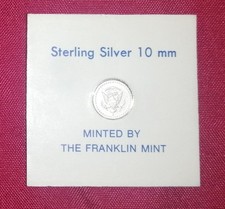 Sterling Silver 10 mm
MINTED BY
THE FRANKLIN MINT